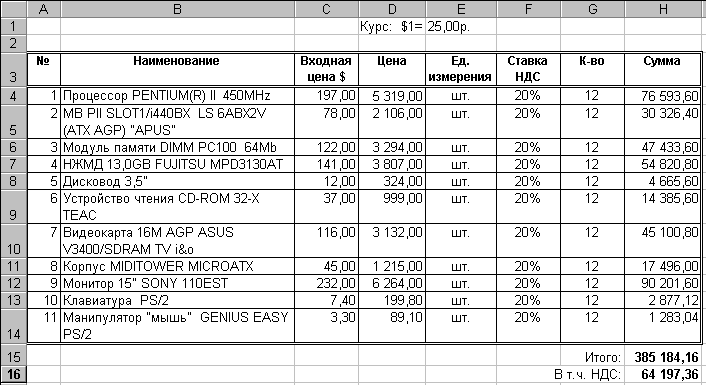 A B C D E F G H
1 Курс: $1= 25,00р.
2
3 № Наименование Входная цена $ Цена Ед. измерения Ставка НДС К-во Сумма
4 1 Процессор PENTIUM(R) II 450MHz 197,00 5 319,00 шт. 20% 12 76 593,60
5 2 MB PII SLOT1/i440BX LS 6ABX2V 78,00 2 106,00 шт. 20% 12 30 326,40
(ATX AGP) "APUS"
6 3 Модуль памяти DIMM PC100 64Mb 122,00 3 294,00 шт. 20% 12 47 433,60
7 4 НЖМД 13,0GB FUJITSU MPD3130AT 141,00 3 807,00 шт. 20% 12 54 820,80
8 5 Дисковод 3,5" 12,00 324,00 шт. 20% 12 4 665,60
9 6 Устройство чтения CD-ROM 32-X 37,00 999,00 шт. 20% 12 14 385,60
TEAC
10 7 Видеокарта 16M AGP ASUS 116,00 3 132,00 шт. 20% 12 45 100,80
V3400/SDRAM TV i&o
11 8 Корпус MIDITOWER MICROATX 45,00 1 215,00 шт. 20% 12 17 496,00
12 9 Монитор 15" SONY 110EST 232,00 6 264,00 шт. 20% 12 90 201,60
13 10 Клавиатура PS/2 7,40 199,80 шт. 20% 12 2 877,12
14 11 Манипулятор "мышь" GENIUS EASY 3,30 89,10 шт. 20% 12 1 283,04
PS/2
15 Итого: 385 184,16
16 В т.ч. НДС: 64 197,36